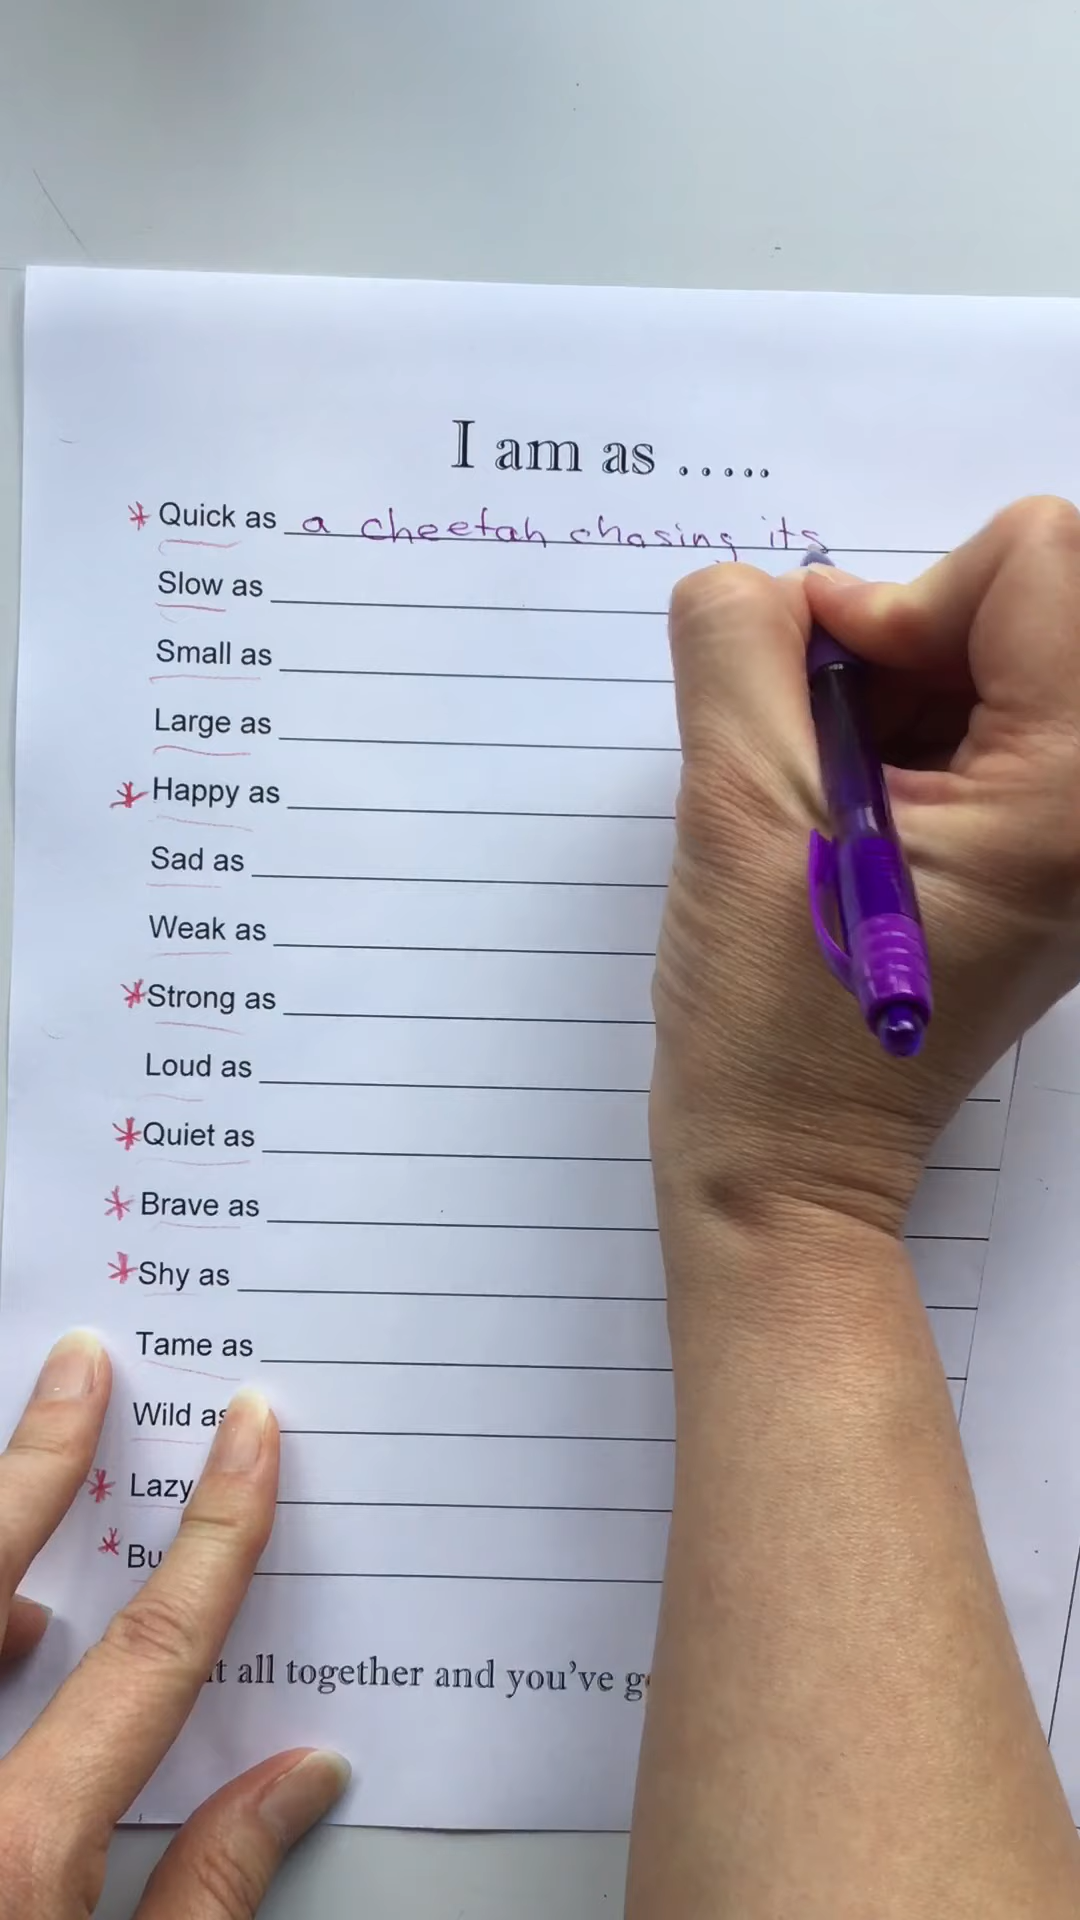 I am as .....
Quick as a cheetah chasing its
Slow as
Small as
Large as
Happy as
Sad as
Weak as
Strong as
Loud as
Quiet as
Brave as
Shy as
Tame as
Wild as
Lazy
all together and you've